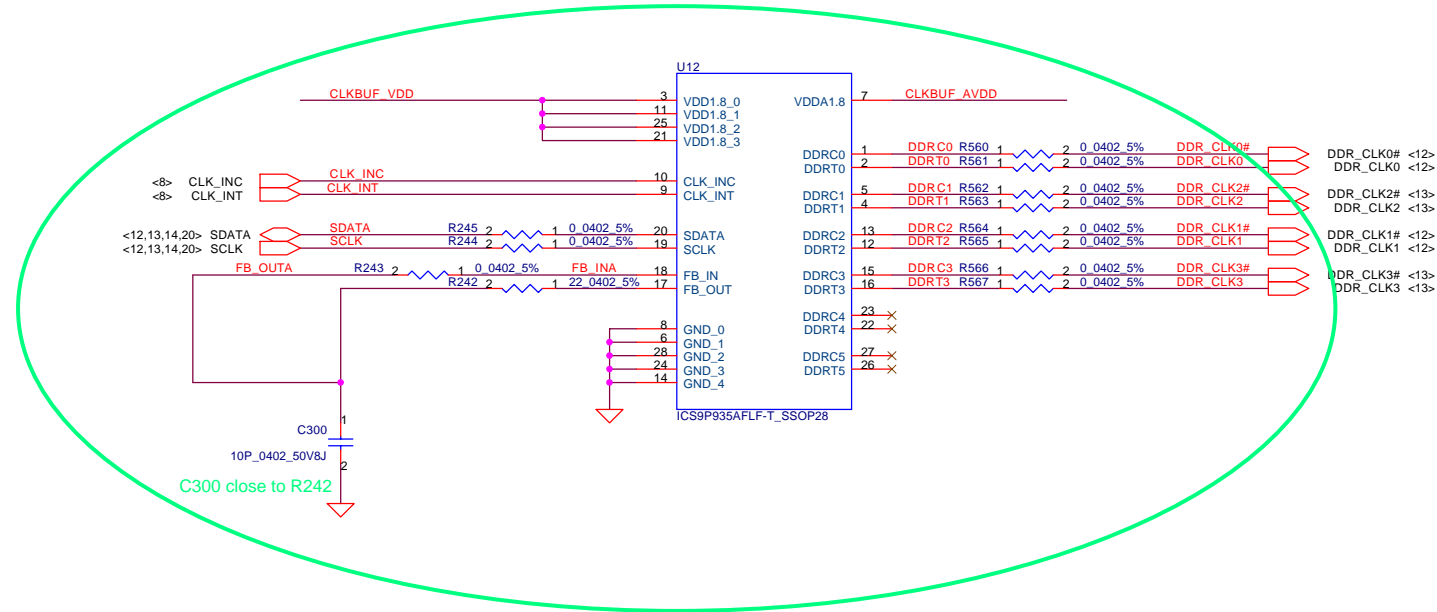 U12
CLKBUF_VDD 3 VDD1.8_0 VDDA1.8 7 CLKBUF_AVDD
11 VDD1.8_1
25 VDD1.8_2
21 VDD1.8_3
DDRC0 1 DDRC0 R560 1 2 0_0402_5% DDR_CLK0# DDR_CLK0# <12>
DDRT0 2 DDRT0 R561 1 2 0_0402_5% DDR_CLK0 DDR_CLK0 <12>
<8> CLK_INC CLK_INC 10 CLK_INC
<8> CLK_INT CLK_INT 9 CLK_INT
DDRC1 5 DDRC1 R562 1 2 0_0402_5% DDR_CLK2# DDR_CLK2# <13>
DDRT1 4 DDRT1 R563 1 2 0_0402_5% DDR_CLK2 DDR_CLK2 <13>
<12,13,14,20> SDATA SDATA R245 2 1 0_0402_5% 20 SDATA
<12,13,14,20> SCLK SCLK R244 2 1 0_0402_5% 19 SCLK
DDRC2 13 DDRC2 R564 1 2 0_0402_5% DDR_CLK1# DDR_CLK1# <12>
DDRT2 12 DDRT2 R565 1 2 0_0402_5% DDR_CLK1 DDR_CLK1 <12>
FB_OUTA R243 2 1 0_0402_5% FB_INA 18 FB_IN
R242 2 1 22_0402_5% 17 FB_OUT
DDRC3 15 DDRC3 R566 1 2 0_0402_5% DDR_CLK3# DDR_CLK3# <13>
DDRT3 16 DDRT3 R567 1 2 0_0402_5% DDR_CLK3 DDR_CLK3 <13>
DDRC4 23
DDRT4 22
8 GND_0
6 GND_1
28 GND_2
24 GND_3
14 GND_4
DDRC5 27
DDRT5 26
ICS9P935AFLF-T_SSOP28
1
C300
10P_0402_50V8J
2
C300 close to R242